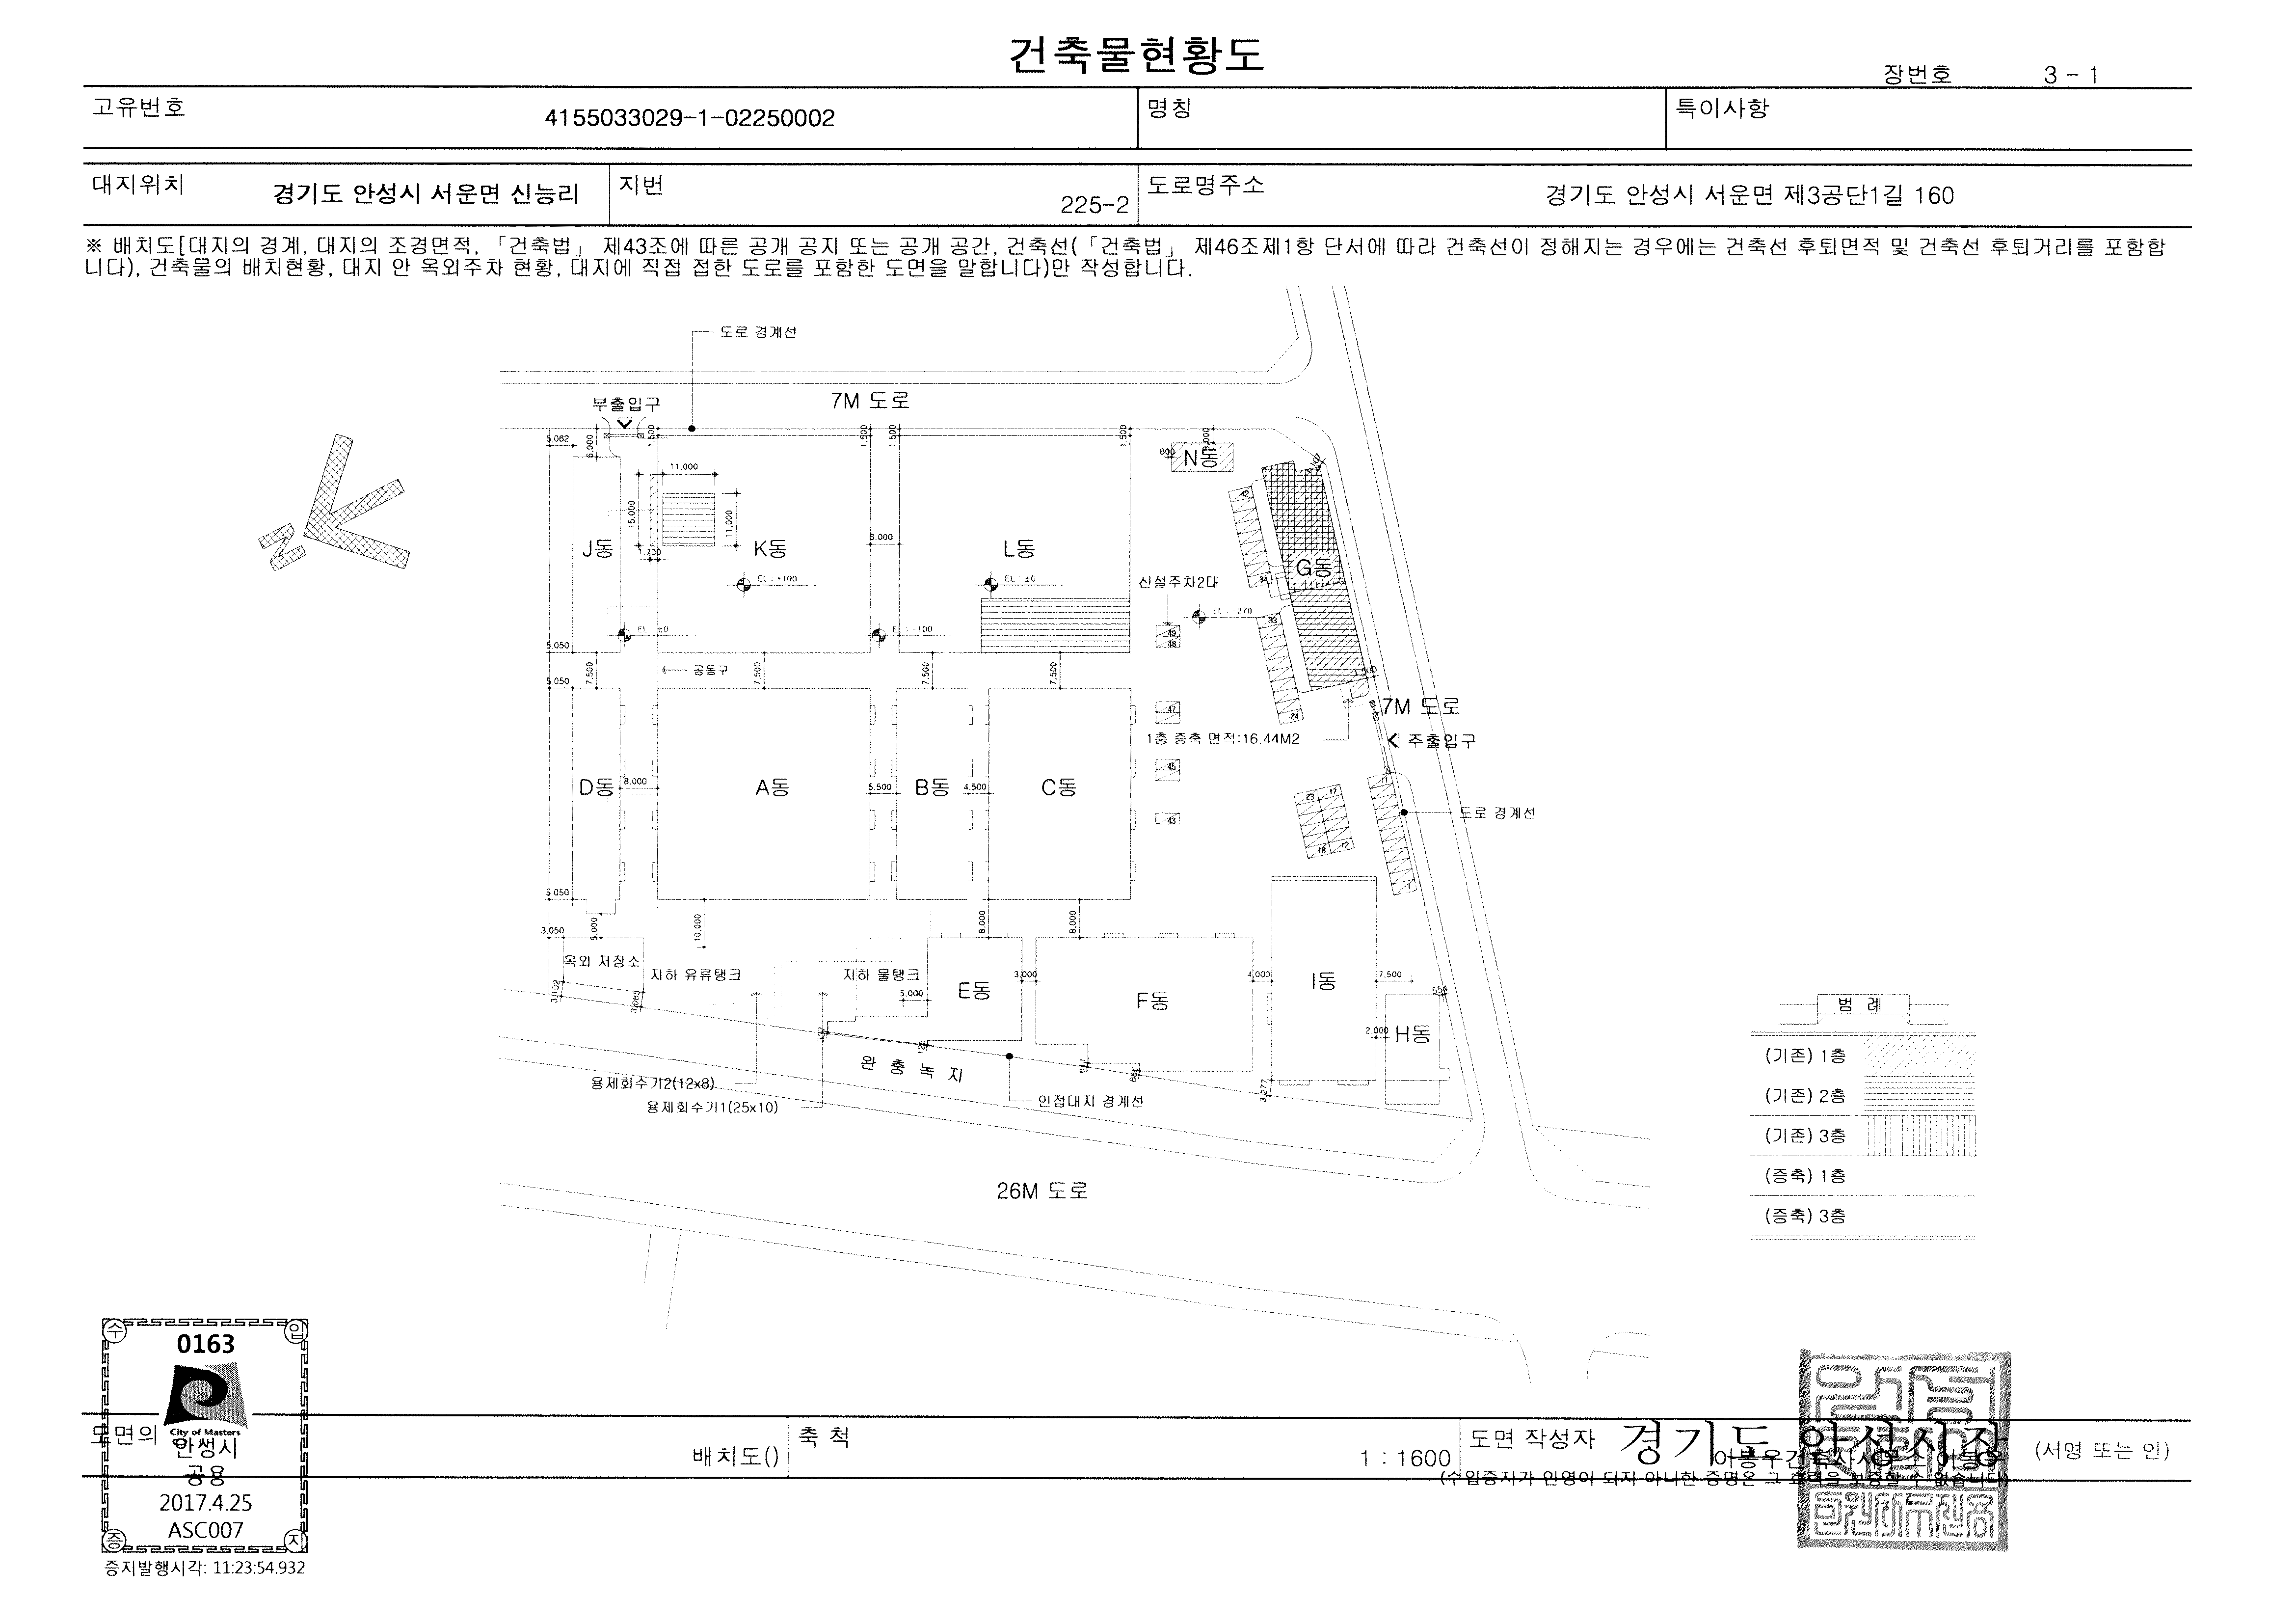 건축물현황도
장번호 3 - 1
고유번호 4155033029-1-02250002 명칭 특이사항
대지위치 경기도 안성시 서운면 신능리 지번 225-2 도로명주소 경기도 안성시 서운면 제3공단1길 160
※ 배치도[대지의 경계, 대지의 조경면적, 「건축법」 제43조에 따른 공개 공지 또는 공개 공간, 건축선(「건축법」 제46조제1항 단서에 따라 건축선이 정해지는 경우에는 건축선 후퇴면적 및 건축선 후퇴거리를 포함합
니다), 건축물의 배치현황, 대지 안 옥외주차 현황, 대지에 직접 접한 도로를 포함한 도면을 말합니다)만 작성합니다.
도로 경계선
부출입구
7M 도로
5,062
6,000
1,500
1,500
1,500
1,500
3,000
800
N동
11,000
15,000
11,000
1,700
5,000
J동
K동
L동
G동
42
34
33
24
EL : +100
EL : ±0
EL : -270
EL : ±0
EL : -100
신설주차2대
49
48
5,050
7,500
공동구
7,500
7,500
7,500
5,050
1,500
7M 도로
47
1층 증축 면적:16.44M2
주출입구
45
43
D동
8,000
A동
5,500
B동
4,500
C동
23
17
18
12
11
1
도로 경계선
5,050
5,000
10,000
8,000
8,000
3,050
옥외 저장소
지하 유류탱크
지하 물탱크
5,000
E동
3,000
F동
4,000
I동
7,500
554
2,000
H동
3,102
3,085
337
126
811
886
3,277
완 충 녹 지
용제회수기2(12x8)
용제회수기1(25x10)
인접대지 경계선
26M 도로
범 례
(기존) 1층
(기존) 2층
(기존) 3층
(증축) 1층
(증축) 3층
수 입
0163
City of Masters
안성시
공용
2017.4.25
ASC007
증 지
증지발행시각: 11:23:54.932
도면의
배치도()
축 척
1 : 1600
도면 작성자
경기도 안성시장
(서명 또는 인)
(수입증지가 인영이 되지 아니한 증명은 그 효력을 보증할 수 없습니다)